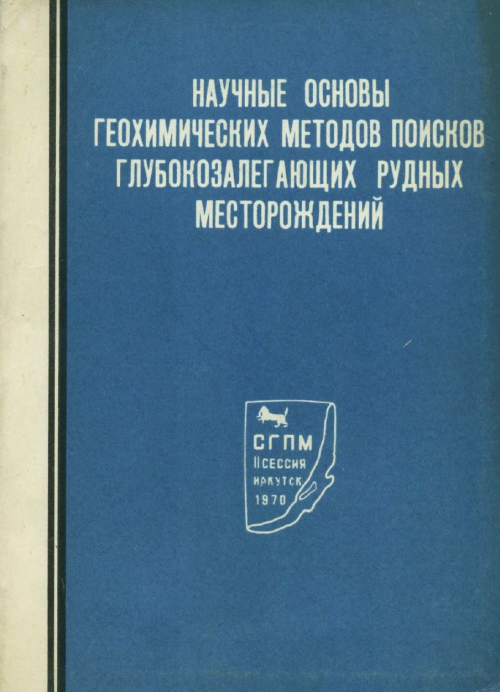 НАУЧНЫЕ ОСНОВЫ
ГЕОХИМИЧЕСКИХ МЕТОДОВ ПОИСКОВ
ГЛУБОКОЗАЛЕГАЮЩИХ РУДНЫХ
МЕСТОРОЖДЕНИЙ
СГПМ
II СЕССИЯ
ИРКУТСК
1970